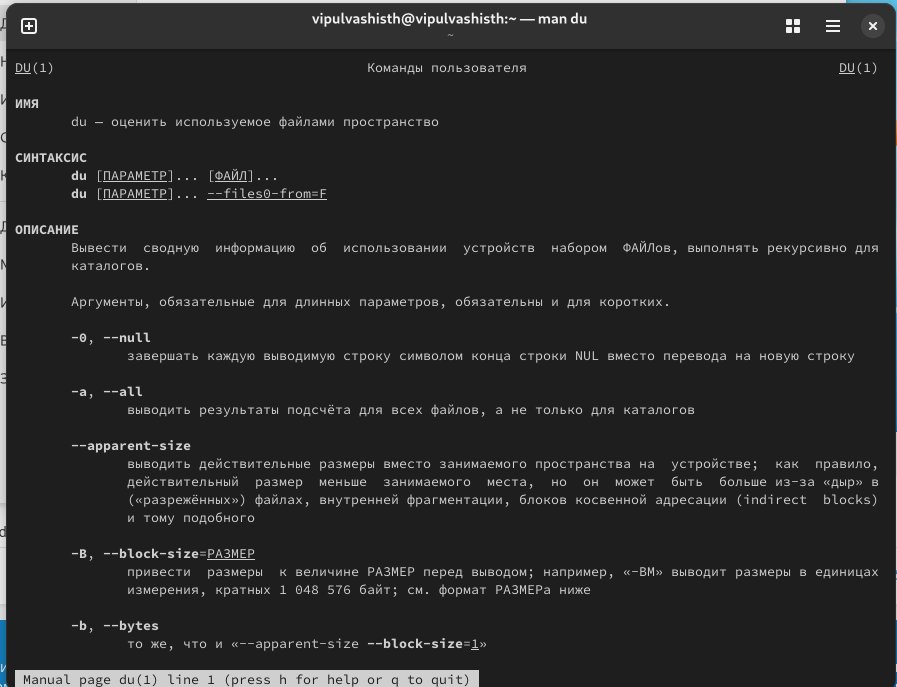 vipulvashisth@vipulvashisth:~ — man du
~
DU(1) Команды пользователя DU(1)
ИМЯ
du — оценить используемое файлами пространство
СИНТАКСИС
du [ПАРАМЕТР]... [ФАЙЛ]...
du [ПАРАМЕТР]... --files0-from=F
ОПИСАНИЕ
Вывести сводную информацию об использовании устройств набором ФАЙЛов, выполнять рекурсивно для
каталогов.
Аргументы, обязательные для длинных параметров, обязательны и для коротких.
-0, --null
завершать каждую выводимую строку символом конца строки NUL вместо перевода на новую строку
-a, --all
выводить результаты подсчёта для всех файлов, а не только для каталогов
--apparent-size
выводить действительные размеры вместо занимаемого пространства на устройстве; как правило,
действительный размер меньше занимаемого места, но он может быть больше из-за «дыр» в
(«разрежённых») файлах, внутренней фрагментации, блоков косвенной адресации (indirect blocks)
и тому подобного
-B, --block-size=РАЗМЕР
привести размеры к величине РАЗМЕР перед выводом; например, «-BM» выводит размеры в единицах
измерения, кратных 1 048 576 байт; см. формат РАЗМЕРа ниже
-b, --bytes
то же, что и «--apparent-size --block-size=1»
Manual page du(1) line 1 (press h for help or q to quit)